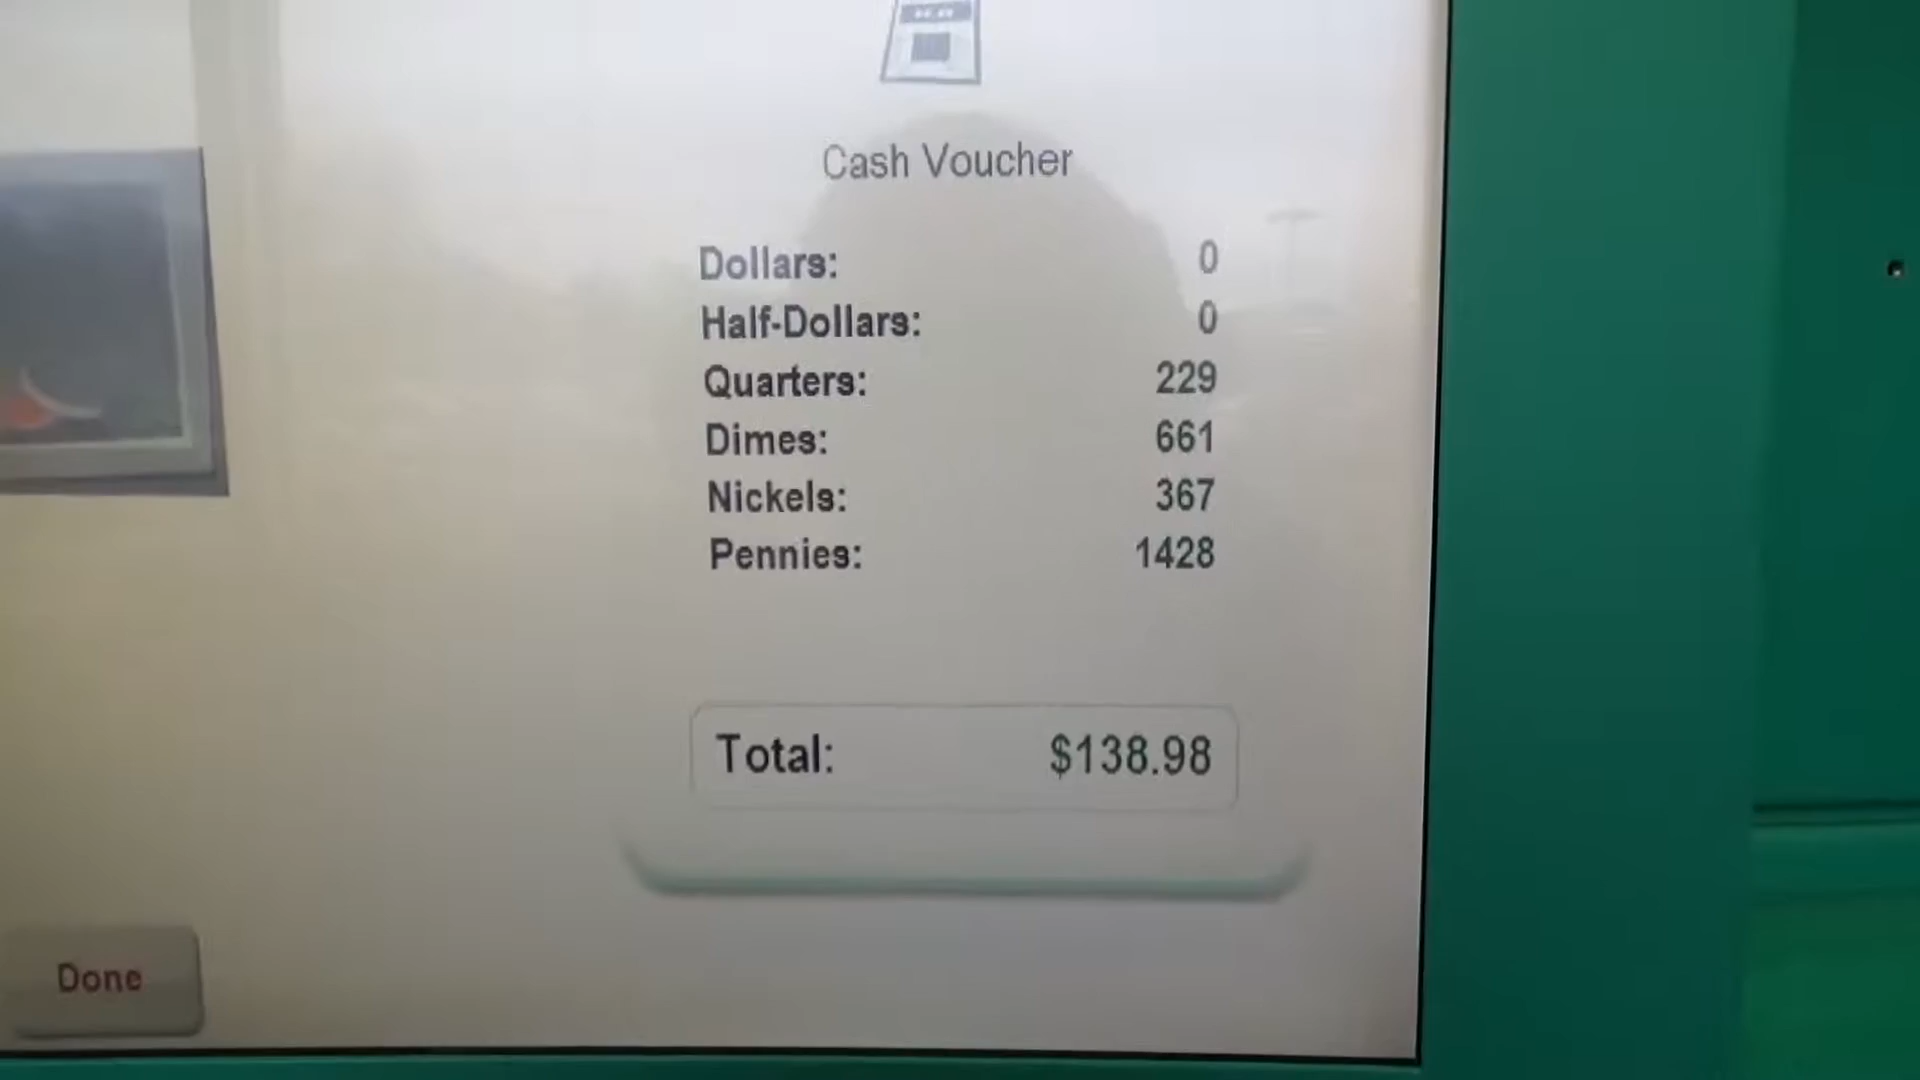 Cash Voucher
Dollars: 0
Half-Dollars: 0
Quarters: 229
Dimes: 661
Nickels: 367
Pennies: 1428
Total: $138.98
Done